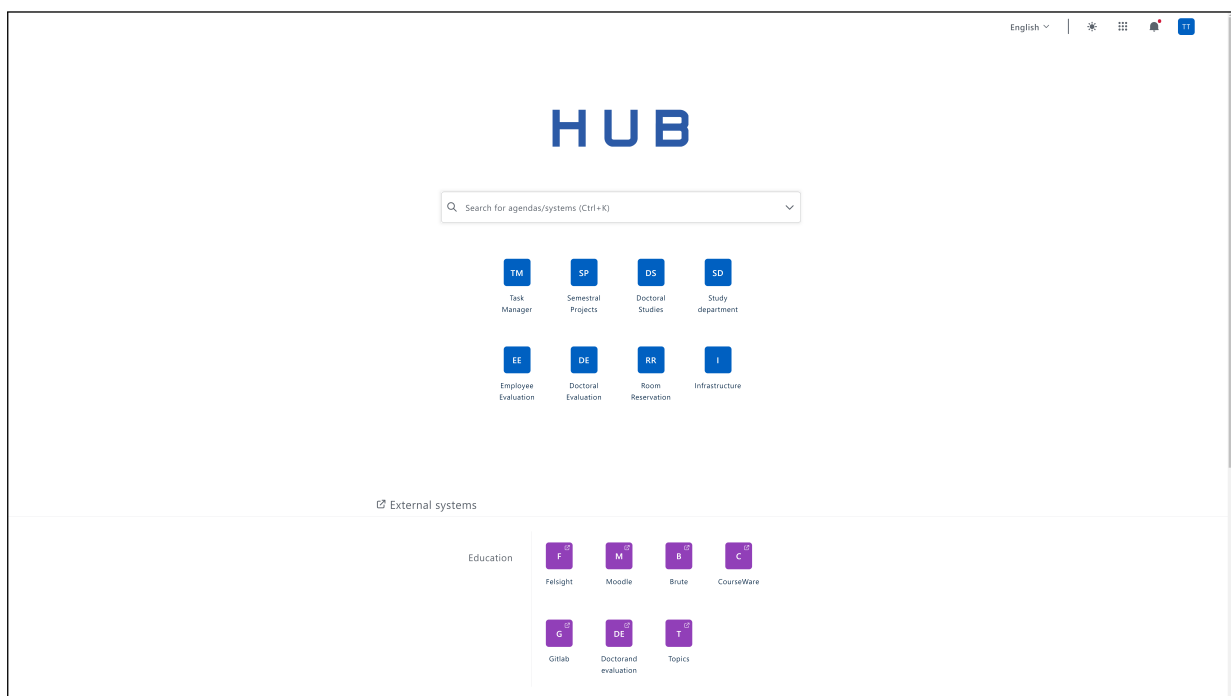 English
TT
HUB
Search for agendas/systems (Ctrl+K)
TM
SP
DS
SD
Task
Manager
Semestral
Projects
Doctoral
Studies
Study
department
EE
DE
RR
I
Employee
Evaluation
Doctoral
Evaluation
Room
Reservation
Infrastructure
External systems
Education
F
M
B
C
Felsight
Moodle
Brute
CourseWare
G
DE
T
Gitlab
Doctorand
evaluation
Topics